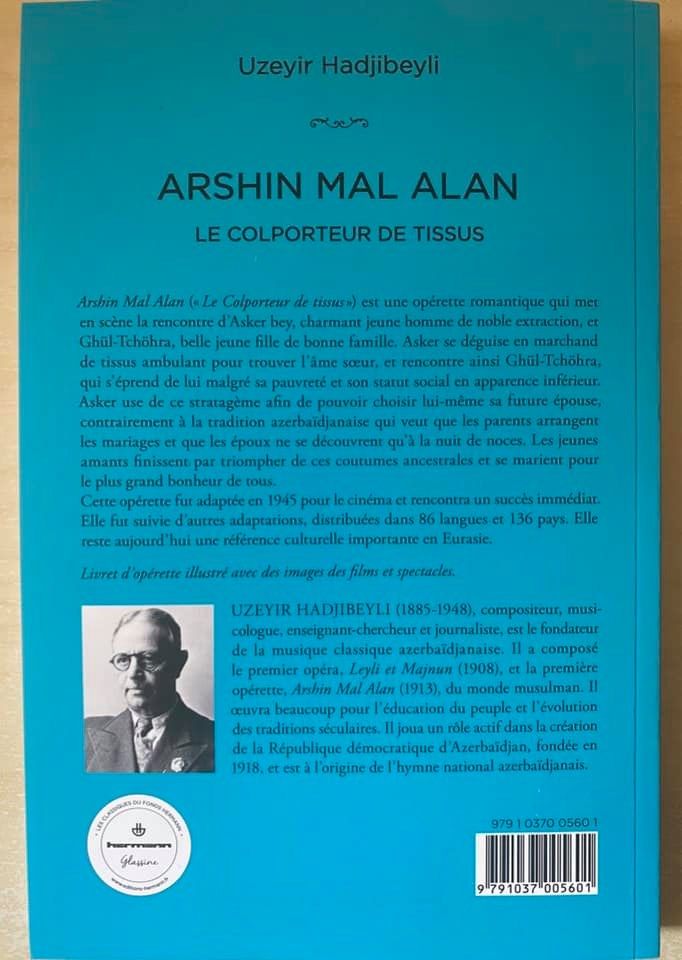 Uzeyir Hadjibeyli
ARSHIN MAL ALAN
LE COLPORTEUR DE TISSUS
Arshin Mal Alan (« Le Colporteur de tissus ») est une opérette romantique qui met
en scène la rencontre d'Asker bey, charmant jeune homme de noble extraction, et
Ghül-Tchöhra, belle jeune fille de bonne famille. Asker se déguise en marchand
de tissus ambulant pour trouver l'âme sœur, et rencontre ainsi Ghül-Tchöhra,
qui s'éprend de lui malgré sa pauvreté et son statut social en apparence inférieur.
Asker use de ce stratagème afin de pouvoir choisir lui-même sa future épouse,
contrairement à la tradition azerbaïdjanaise qui veut que les parents arrangent
les mariages et que les époux ne se découvrent qu'à la nuit de noces. Les jeunes
amants finissent par triompher de ces coutumes ancestrales et se marient pour
le plus grand bonheur de tous.
Cette opérette fut adaptée en 1945 pour le cinéma et rencontra un succès immédiat.
Elle fut suivie d'autres adaptations, distribuées dans 86 langues et 136 pays. Elle
reste aujourd'hui une référence culturelle importante en Eurasie.
Livret d'opérette illustré avec des images des films et spectacles.
UZEYIR HADJIBEYLI (1885-1948), compositeur, musi-
cologue, enseignant-chercheur et journaliste, est le fondateur
de la musique classique azerbaïdjanaise. Il a composé
le premier opéra, Leyli et Majnun (1908), et la première
opérette, Arshin Mal Alan (1913), du monde musulman. Il
œuvra beaucoup pour l'éducation du peuple et l'évolution
des traditions séculaires. Il joua un rôle actif dans la création
de la République démocratique d'Azerbaïdjan, fondée en
1918, et est à l'origine de l'hymne national azerbaïdjanais.
• LES CLASSIQUES DU FONDS HERMANN •
hermann
Glassine
www.editions-hermann.fr
979 1 0370 0560 1
9 791037 005601